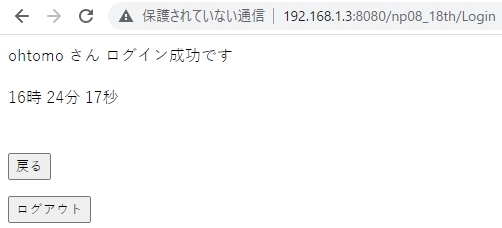 保護されていない通信 192.168.1.3:8080/np08_18th/Login
ohtomo さん ログイン成功です
16時 24分 17秒
戻る
ログアウト